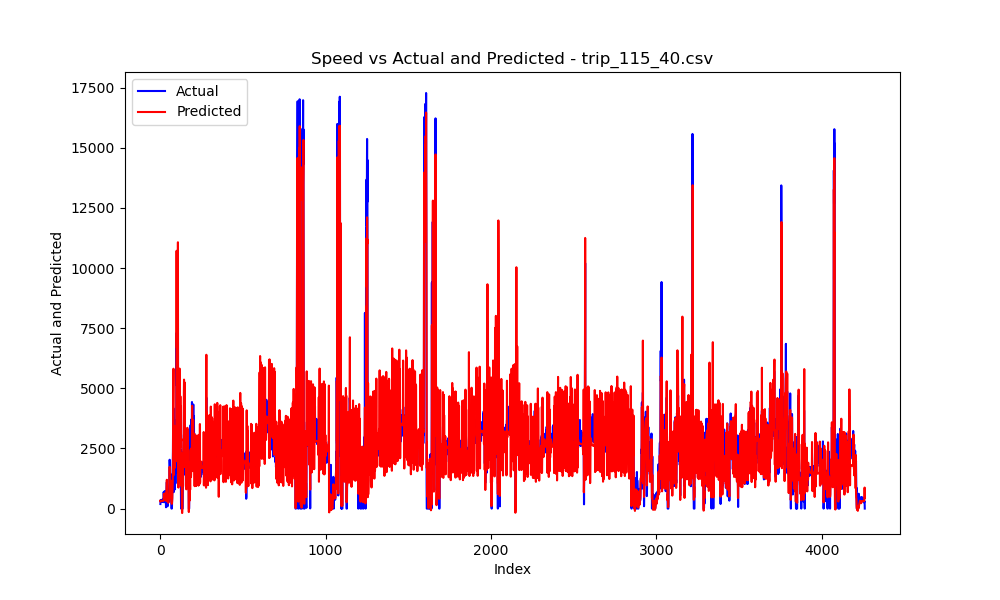 Speed vs Actual and Predicted - trip_115_40.csv
Actual
Predicted
17500
15000
12500
10000
7500
5000
2500
0
Actual and Predicted
0
1000
2000
3000
4000
Index